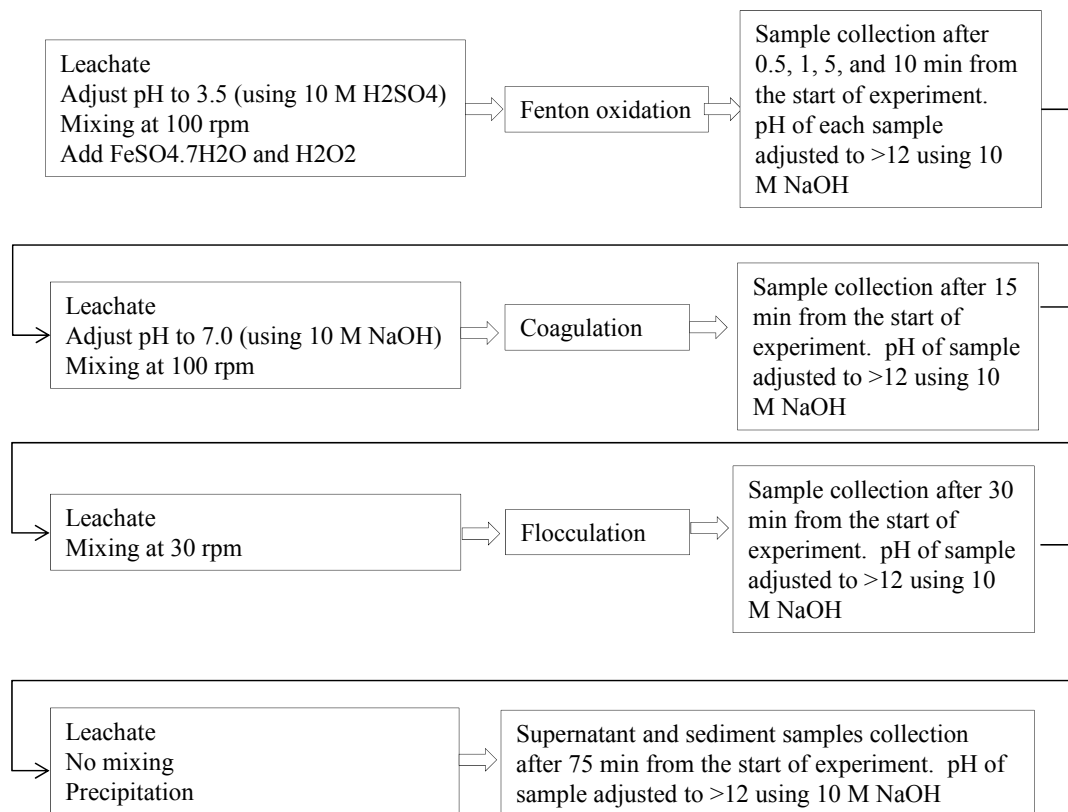 Leachate
Adjust pH to 3.5 (using 10 M H2SO4)
Mixing at 100 rpm
Add FeSO4.7H2O and H2O2
Fenton oxidation
Sample collection after
0.5, 1, 5, and 10 min from
the start of experiment.
pH of each sample
adjusted to >12 using 10
M NaOH
Leachate
Adjust pH to 7.0 (using 10 M NaOH)
Mixing at 100 rpm
Coagulation
Sample collection after 15
min from the start of
experiment.  pH of sample
adjusted to >12 using 10
M NaOH
Leachate
Mixing at 30 rpm
Flocculation
Sample collection after 30
min from the start of
experiment.  pH of sample
adjusted to >12 using 10
M NaOH
Leachate
No mixing
Precipitation
Supernatant and sediment samples collection
after 75 min from the start of experiment.  pH of
sample adjusted to >12 using 10 M NaOH